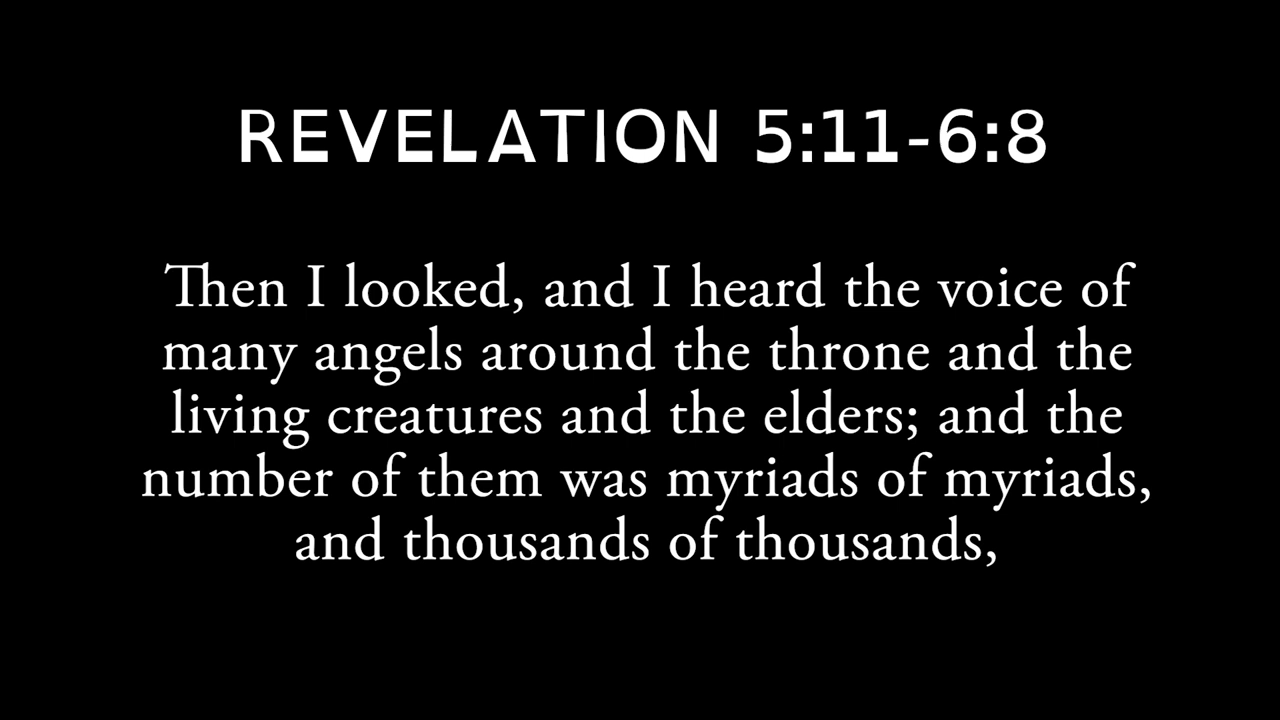 REVELATION 5:11-6:8
Then I looked, and I heard the voice of
many angels around the throne and the
living creatures and the elders; and the
number of them was myriads of myriads,
and thousands of thousands,